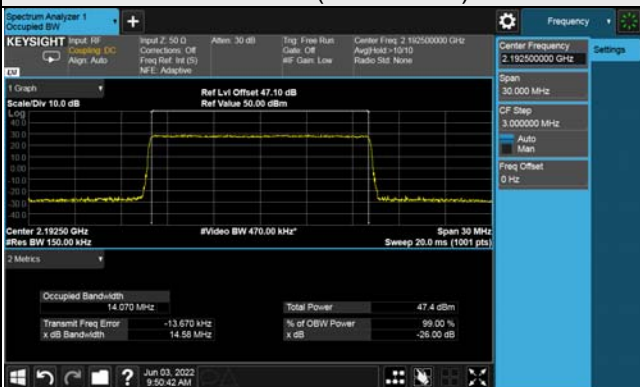 Spectrum Analyzer 1
Occupied BW
Frequency
KEYSIGHT Input: RF
Coupling: DC
Align: Auto
Input Z: 50 Ω
Corrections: Off
Freq Ref: Int (S)
NFE: Adaptive
Atten: 30 dB
Trig: Free Run
Gate: Off
#IF Gain: Low
Center Freq: 2.192500000 GHz
Avg|Hold:>10/10
Radio Std: None
Center Frequency
2.192500000 GHz
Settings
Span
30.000 MHz
CF Step
3.000000 MHz
Auto
Man
Freq Offset
0 Hz
1 Graph
Scale/Div 10.0 dB
Ref Lvl Offset 47.10 dB
Ref Value 50.00 dBm
Log
40.0
30.0
20.0
10.0
0.00
-10.0
-20.0
-30.0
-40.0
Center 2.19250 GHz
#Res BW 150.00 kHz
#Video BW 470.00 kHz*
Span 30 MHz
Sweep 20.0 ms (1001 pts)
2 Metrics
Occupied Bandwidth
14.070 MHz
Total Power 47.4 dBm
Transmit Freq Error -13.670 kHz
% of OBW Power 99.00 %
x dB Bandwidth 14.58 MHz
x dB -26.00 dB
Jun 03, 2022
9:50:42 AM